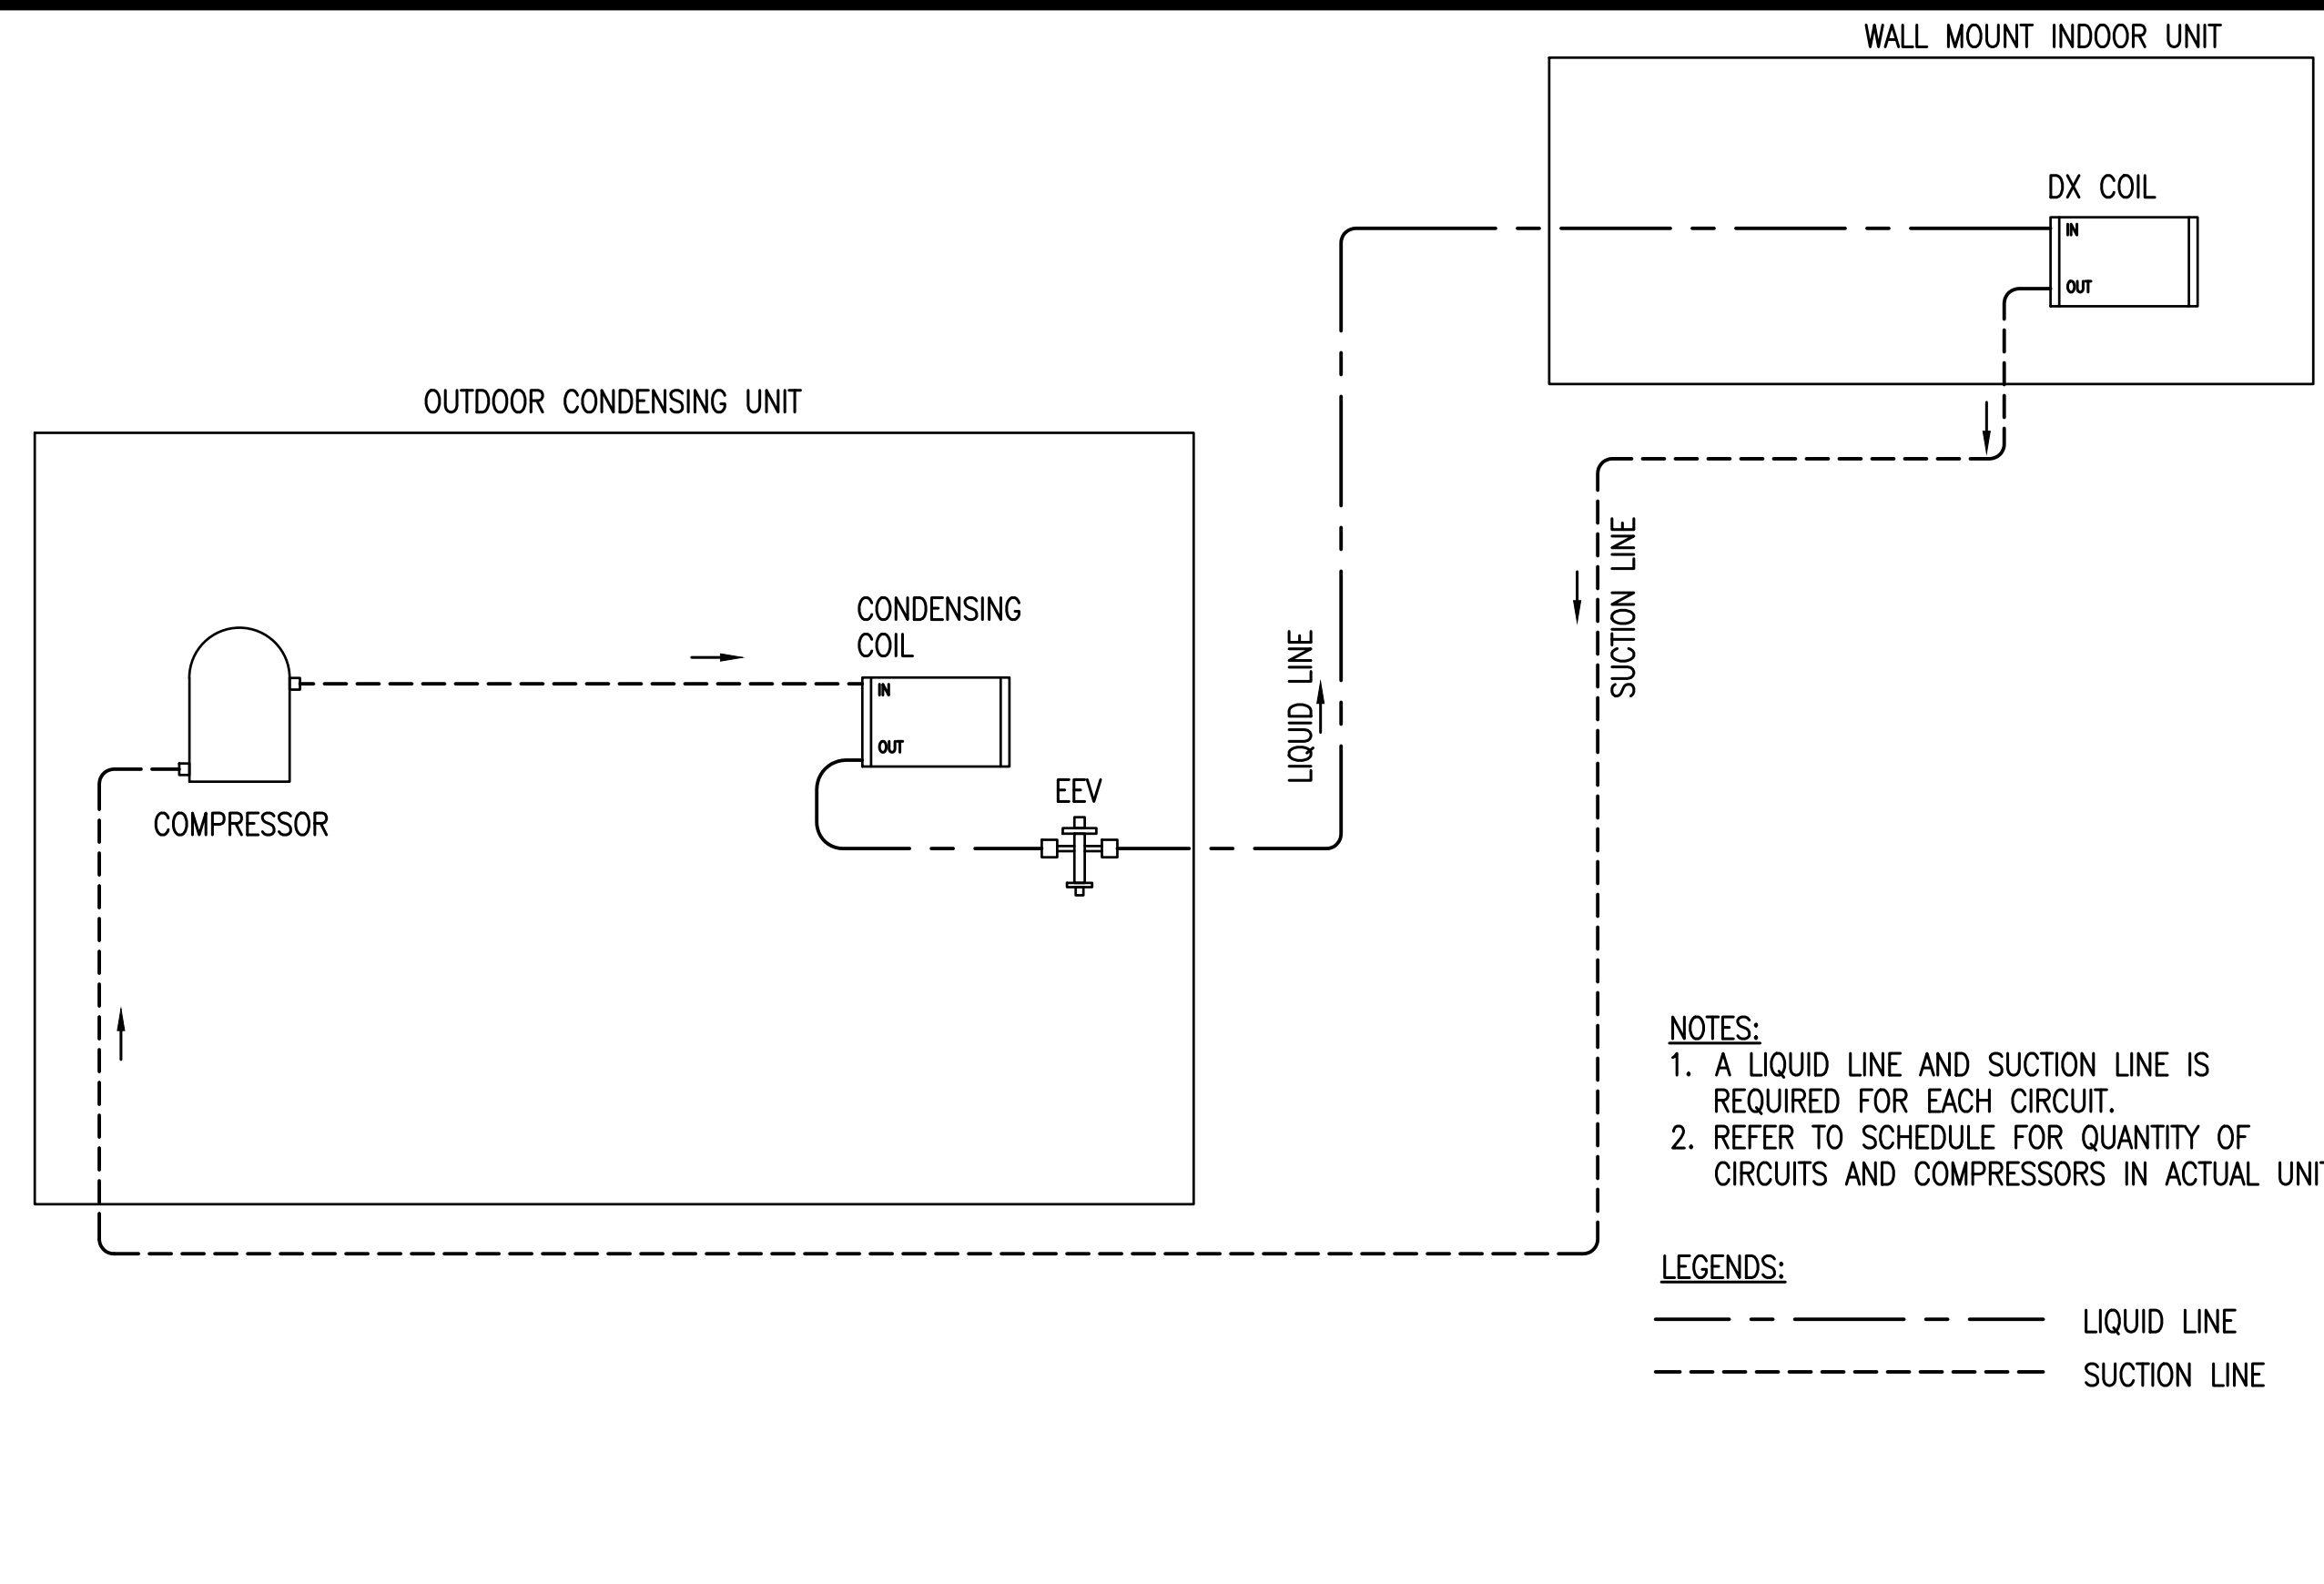 WALL MOUNT INDOOR UNIT
DX COIL
IN
OUT
OUTDOOR CONDENSING UNIT
CONDENSING
COIL
IN
OUT
EEV
COMPRESSOR
LIQUID LINE
SUCTION LINE
NOTES:
1. A LIQUID LINE AND SUCTION LINE IS
REQUIRED FOR EACH CIRCUIT.
2. REFER TO SCHEDULE FOR QUANTITY OF
CIRCUITS AND COMPRESSORS IN ACTUAL UNIT
LEGENDS:
LIQUID LINE
SUCTION LINE